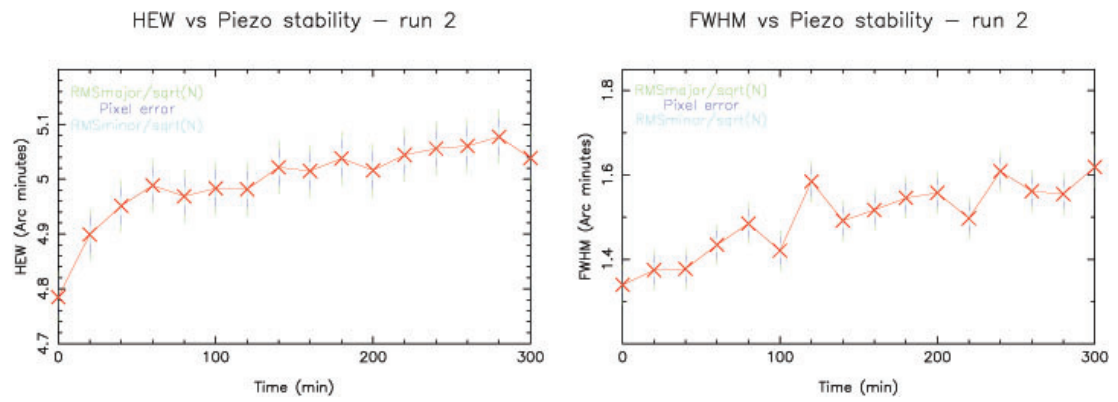 HEW vs Piezo stability – run 2
RMSmajor/sqrt(N)
Pixel error
RMSminor/sqrt(N)
HEW (Arc minutes)
5.1
5
4.9
4.8
4.7
0
100
200
300
Time (min)
FWHM vs Piezo stability – run 2
RMSmajor/sqrt(N)
Pixel error
RMSminor/sqrt(N)
FWHM (Arc minutes)
1.8
1.6
1.4
0
100
200
300
Time (min)